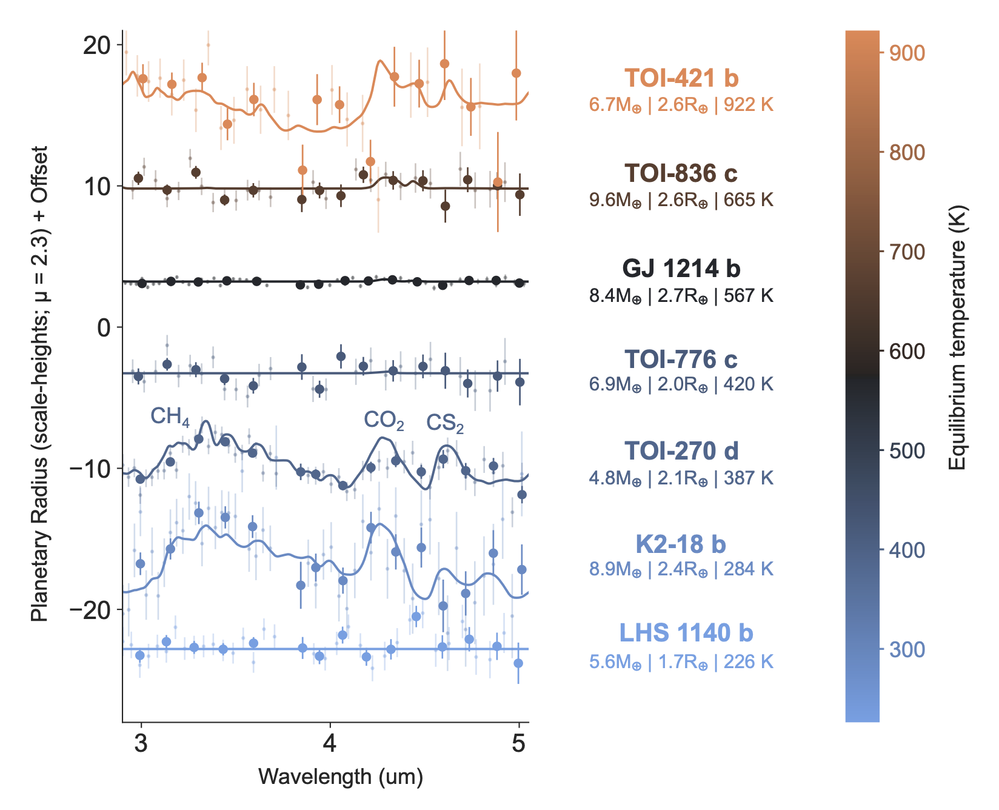 Planetary Radius (scale-heights; μ = 2.3) + Offset
20
10
0
−10
−20
3
4
5
Wavelength (um)
CH₄
CO₂
CS₂
TOI-421 b
6.7M⊕ | 2.6R⊕ | 922 K
TOI-836 c
9.6M⊕ | 2.6R⊕ | 665 K
GJ 1214 b
8.4M⊕ | 2.7R⊕ | 567 K
TOI-776 c
6.9M⊕ | 2.0R⊕ | 420 K
TOI-270 d
4.8M⊕ | 2.1R⊕ | 387 K
K2-18 b
8.9M⊕ | 2.4R⊕ | 284 K
LHS 1140 b
5.6M⊕ | 1.7R⊕ | 226 K
900
800
700
600
500
400
300
Equilibrium temperature (K)